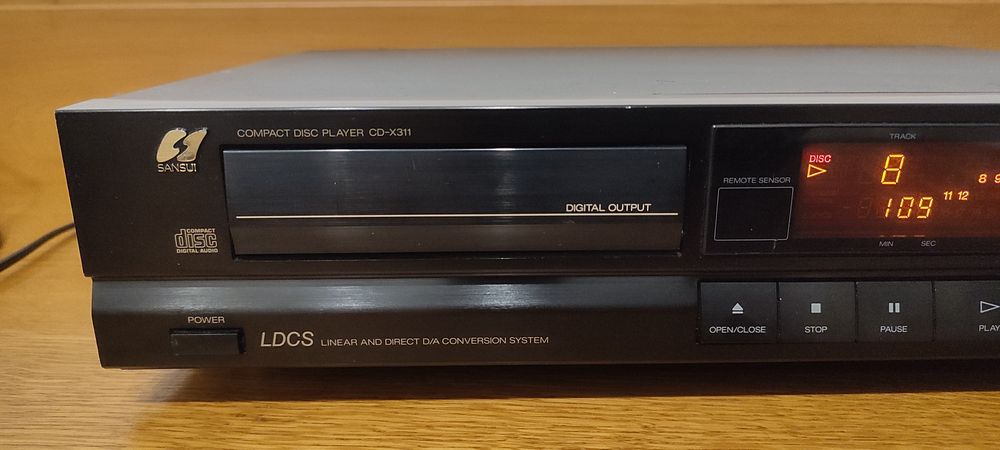 COMPACT DISC PLAYER CD-X311
SANSUI
DIGITAL OUTPUT
COMPACT
disc
DIGITAL AUDIO
REMOTE SENSOR
TRACK
DISC
8
8 9
11 12
109
MIN SEC
POWER
LDCS LINEAR AND DIRECT D/A CONVERSION SYSTEM
OPEN/CLOSE
STOP
PAUSE
PLAY